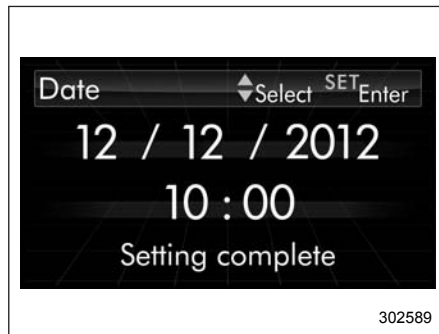 Date Select SET Enter
12 / 12 / 2012
10 : 00
Setting complete
302589